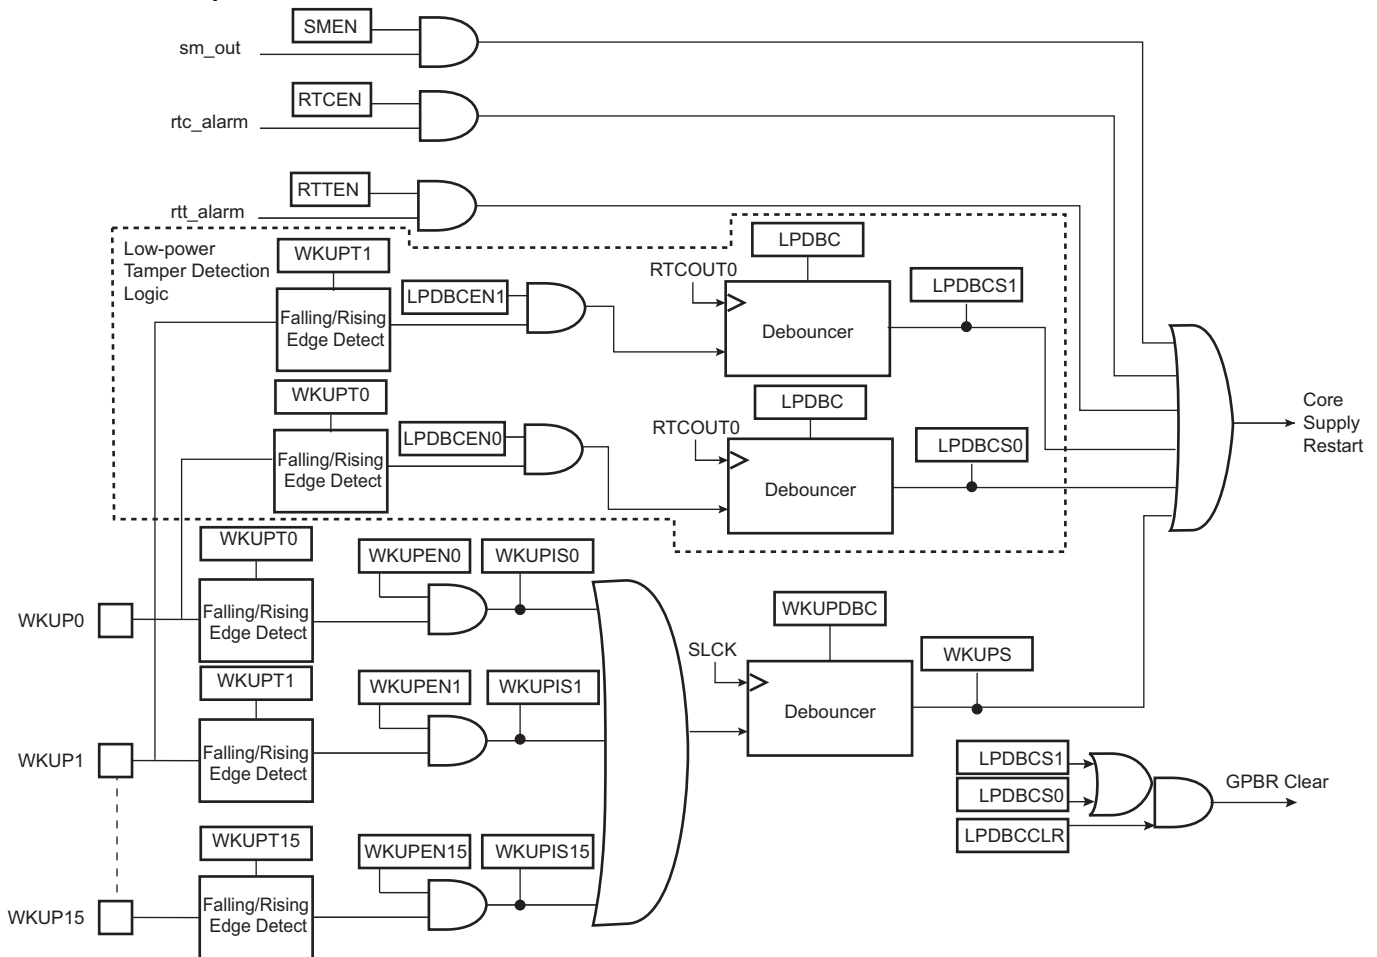 SMEN
sm_out
RTCEN
rtc_alarm
RTTEN
rtt_alarm
Low-power
Tamper Detection
Logic
WKUPT1
Falling/Rising
Edge Detect
LPDBCEN1
RTCOUT0
LPDBC
Debouncer
LPDBCS1
WKUPT0
Falling/Rising
Edge Detect
LPDBCEN0
RTCOUT0
LPDBC
Debouncer
LPDBCS0
Core
Supply
Restart
WKUP0
WKUPT0
Falling/Rising
Edge Detect
WKUPEN0
WKUPIS0
WKUP1
WKUPT1
Falling/Rising
Edge Detect
WKUPEN1
WKUPIS1
SLCK
WKUPDBC
Debouncer
WKUPS
WKUP15
WKUPT15
Falling/Rising
Edge Detect
WKUPEN15
WKUPIS15
LPDBCS1
LPDBCS0
LPDBCCLR
GPBR Clear